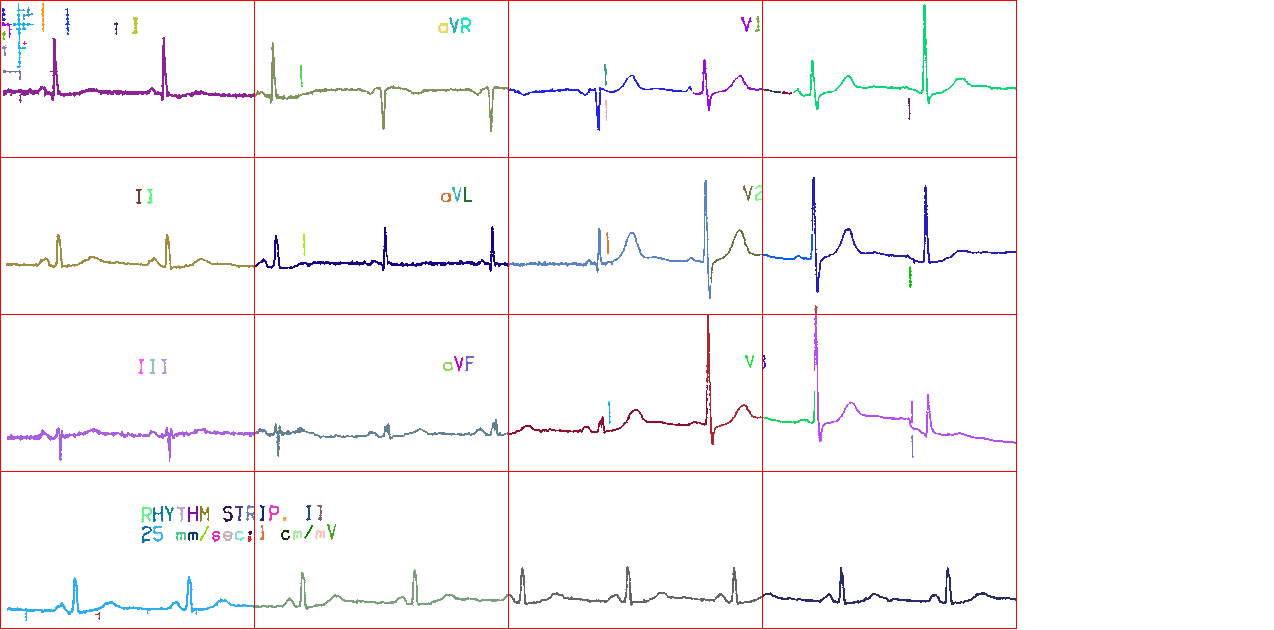 I aVR V1
II aVL V2
III aVF V3
RHYTHM STRIP. II
25 mm/sec; 1 cm/mV